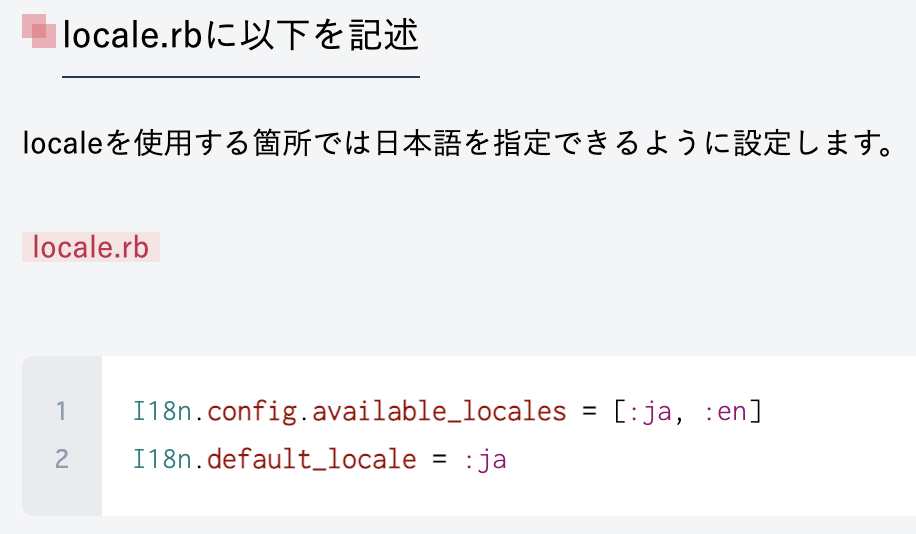 locale.rbに以下を記述
localeを使用する箇所では日本語を指定できるように設定します。
locale.rb
1 I18n.config.available_locales = [:ja, :en]
2 I18n.default_locale = :ja